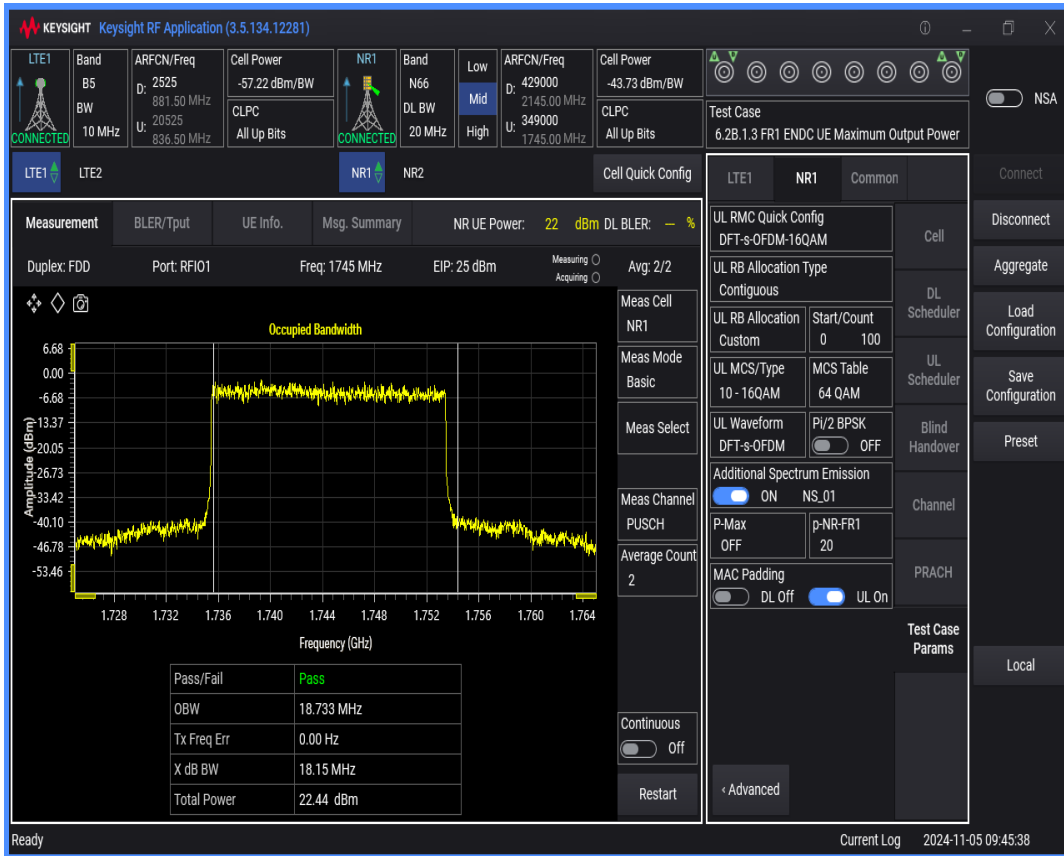 KEYSIGHT Keysight RF Application (3.5.134.12281)
LTE1
CONNECTED
Band
B5
BW
10 MHz
ARFCN/Freq
D: 2525
881.50 MHz
U: 20525
836.50 MHz
Cell Power
-57.22 dBm/BW
CLPC
All Up Bits
NR1
CONNECTED
Band
N66
DL BW
20 MHz
Low
Mid
High
ARFCN/Freq
D: 429000
2145.00 MHz
U: 349000
1745.00 MHz
Cell Power
-43.73 dBm/BW
CLPC
All Up Bits
Test Case
6.2B.1.3 FR1 ENDC UE Maximum Output Power
NSA
LTE1 LTE2 NR1 NR2 Cell Quick Config
Measurement BLER/Tput UE Info. Msg. Summary NR UE Power: 22 dBm DL BLER: -- %
Duplex: FDD Port: RFIO1 Freq: 1745 MHz EIP: 25 dBm Measuring Acquiring Avg: 2/2
Occupied Bandwidth
6.68
0.00
-6.68
-13.37
-20.05
-26.73
-33.42
-40.10
-46.78
-53.46
Amplitude (dBm)
1.728 1.732 1.736 1.740 1.744 1.748 1.752 1.756 1.760 1.764
Frequency (GHz)
Pass/Fail Pass
OBW 18.733 MHz
Tx Freq Err 0.00 Hz
X dB BW 18.15 MHz
Total Power 22.44 dBm
Meas Cell
NR1
Meas Mode
Basic
Meas Select
Meas Channel
PUSCH
Average Count
2
Continuous
Off
Restart
LTE1 NR1 Common
UL RMC Quick Config
DFT-s-OFDM-16QAM
UL RB Allocation Type
Contiguous
UL RB Allocation Start/Count
Custom 0 100
UL MCS/Type MCS Table
10 - 16QAM 64 QAM
UL Waveform Pi/2 BPSK
DFT-s-OFDM OFF
Additional Spectrum Emission
ON NS_01
P-Max p-NR-FR1
OFF 20
MAC Padding
DL Off UL On
‹ Advanced
Cell
DL
Scheduler
UL
Scheduler
Blind
Handover
Channel
PRACH
Test Case
Params
Connect
Disconnect
Aggregate
Load
Configuration
Save
Configuration
Preset
Local
Ready Current Log 2024-11-05 09:45:38